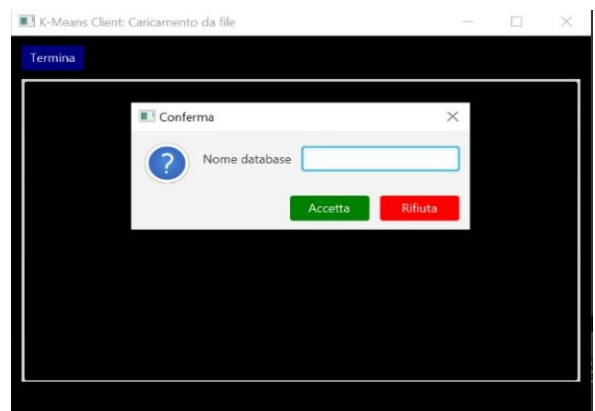 K-Means Client: Caricamento da file
Termina
Conferma
Nome database
Accetta Rifiuta